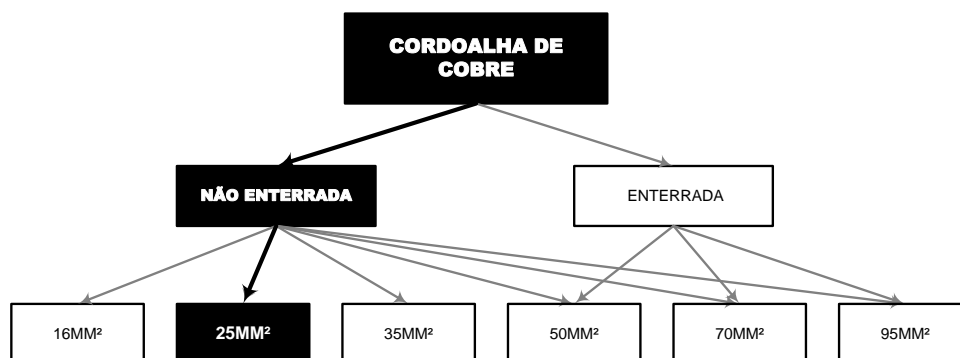 CORDOALHA DE
COBRE
NÃO ENTERRADA
ENTERRADA
16MM²
25MM²
35MM²
50MM²
70MM²
95MM²